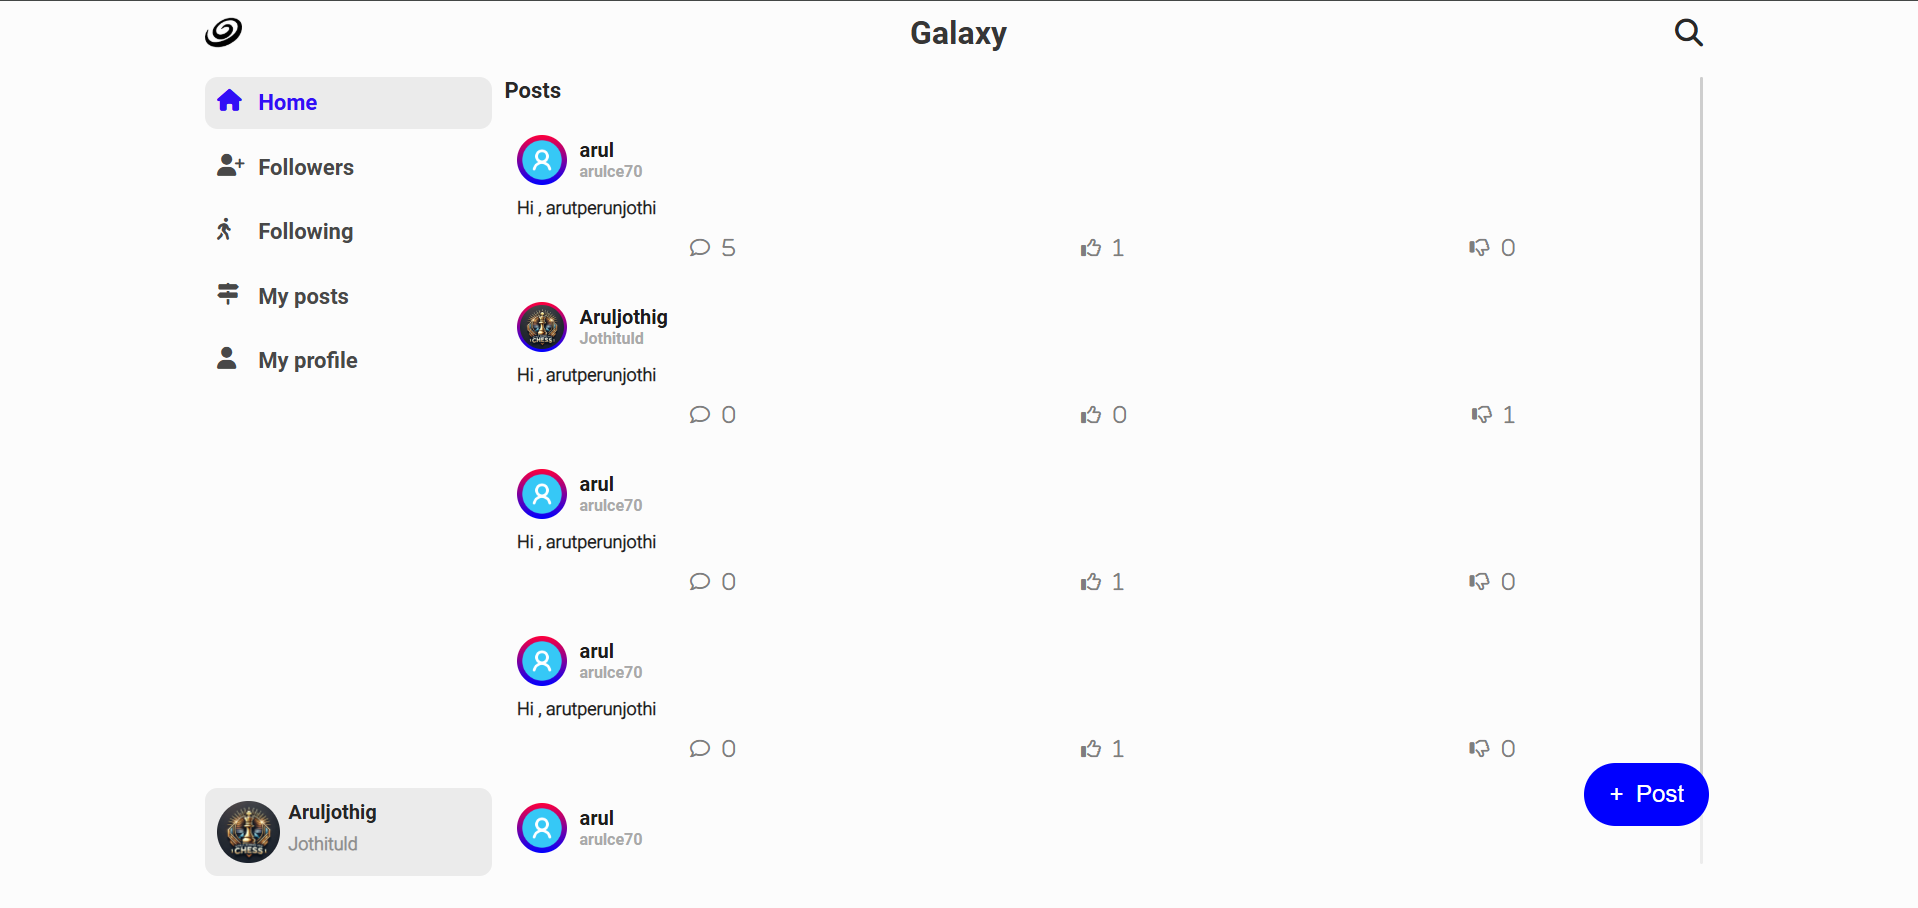 Galaxy
Home
Followers
Following
My posts
My profile
Aruljothig
Jothituld
Posts
arul
arulce70
Hi , arutperunjothi
5 1 0
Aruljothig
Jothituld
Hi , arutperunjothi
0 0 1
arul
arulce70
Hi , arutperunjothi
0 1 0
arul
arulce70
Hi , arutperunjothi
0 1 0
arul
arulce70
+ Post
CHESS
CHESS